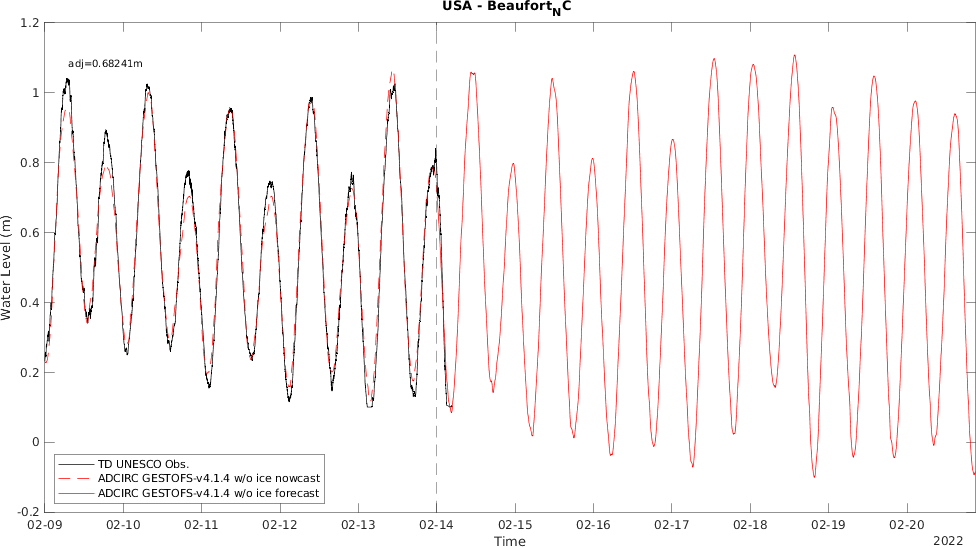 USA - BeaufortNC
1.2
adj=0.68241m
1
0.8
0.6
0.4
0.2
0
-0.2
Water Level (m)
TD UNESCO Obs.
ADCIRC GESTOFS-v4.1.4 w/o ice nowcast
ADCIRC GESTOFS-v4.1.4 w/o ice forecast
02-09 02-10 02-11 02-12 02-13 02-14 02-15 02-16 02-17 02-18 02-19 02-20
Time
2022